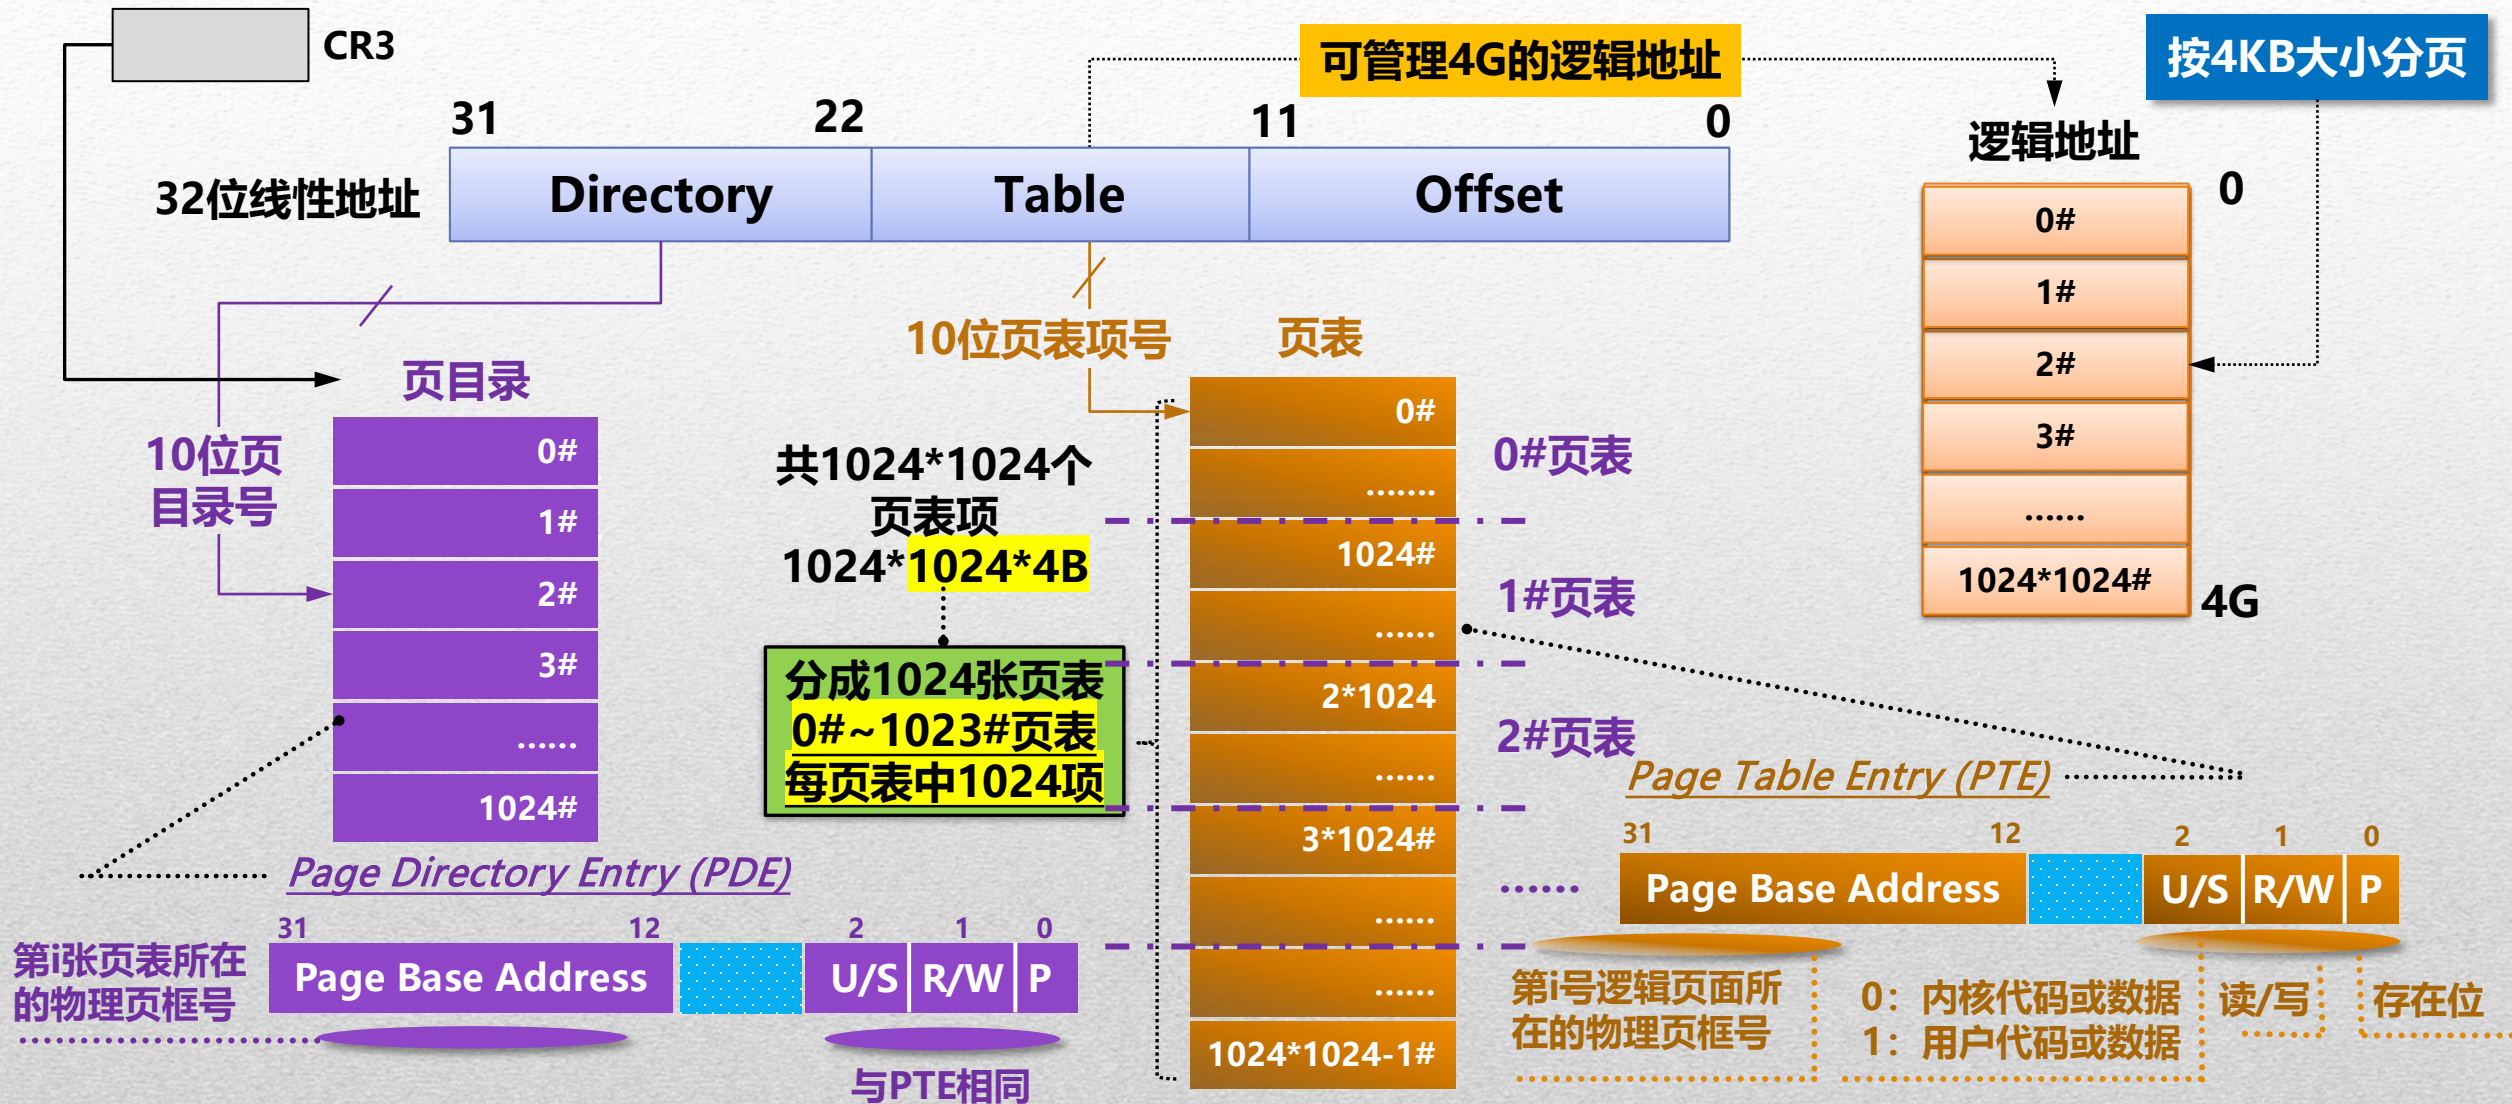 CR3
可管理4G的逻辑地址
按4KB大小分页
31
22
11
0
32位线性地址
Directory
Table
Offset
逻辑地址
0
0#
1#
2#
3#
......
1024*1024#
4G
10位页
目录号
页目录
0#
1#
2#
3#
......
1024#
10位页表项号
页表
共1024*1024个
页表项
1024*1024*4B
分成1024张页表
0#~1023#页表
每页表中1024项
0#
.......
1024#
......
2*1024
......
3*1024#
......
......
1024*1024-1#
0#页表
1#页表
2#页表
......
Page Table Entry (PTE)
31
12
2
1
0
Page Base Address
U/S
R/W
P
第i号逻辑页面所
在的物理页框号
0：内核代码或数据
1：用户代码或数据
读/写
存在位
Page Directory Entry (PDE)
31
12
2
1
0
第i张页表所在
的物理页框号
Page Base Address
U/S
R/W
P
与PTE相同